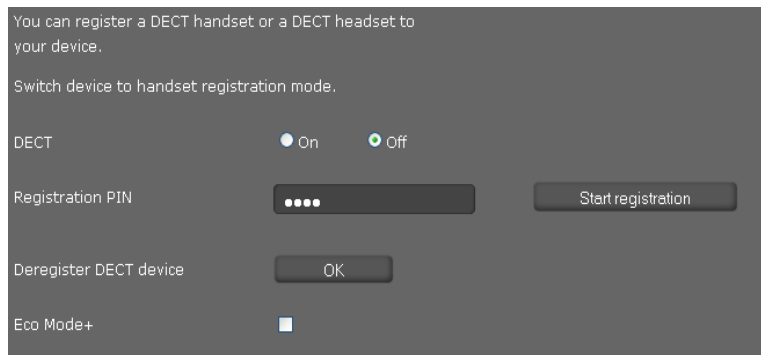 You can register a DECT handset or a DECT headset to
your device.
Switch device to handset registration mode.
DECT On Off
Registration PIN •••• Start registration
Deregister DECT device OK
Eco Mode+